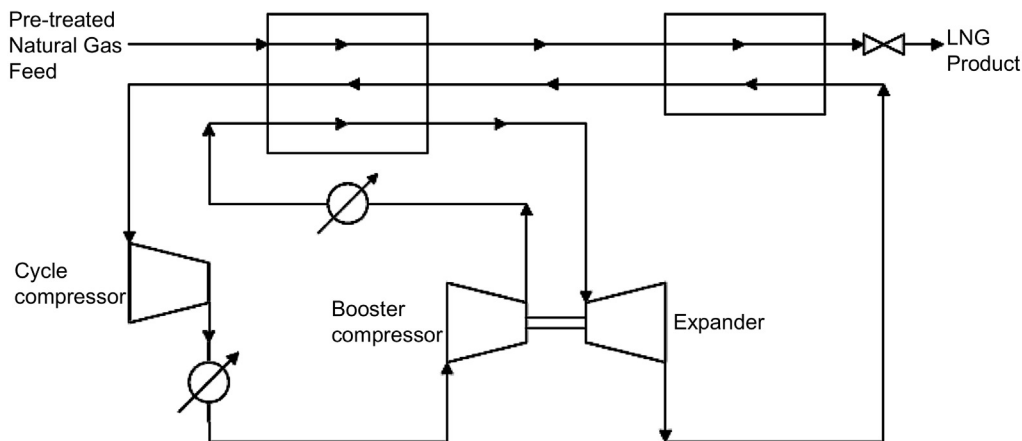 Pre-treated
Natural Gas
Feed
LNG
Product
Cycle
compressor
Booster
compressor
Expander